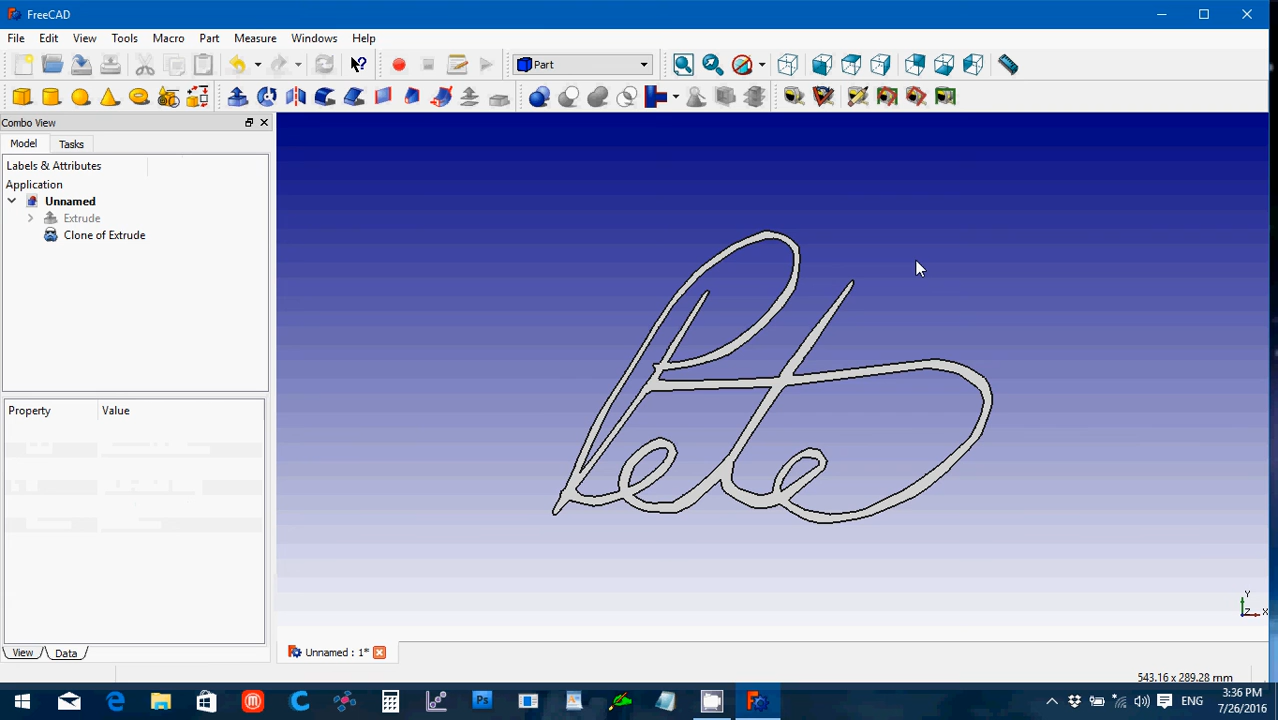 FreeCAD
File Edit View Tools Macro Part Measure Windows Help
Part
Combo View
Model Tasks
Labels & Attributes
Application
Unnamed
Extrude
Clone of Extrude
Property Value
Pete
View Data
Unnamed : 1*
543.16 x 289.28 mm
Y
Z X
Ps
ENG
3:36 PM
7/26/2016